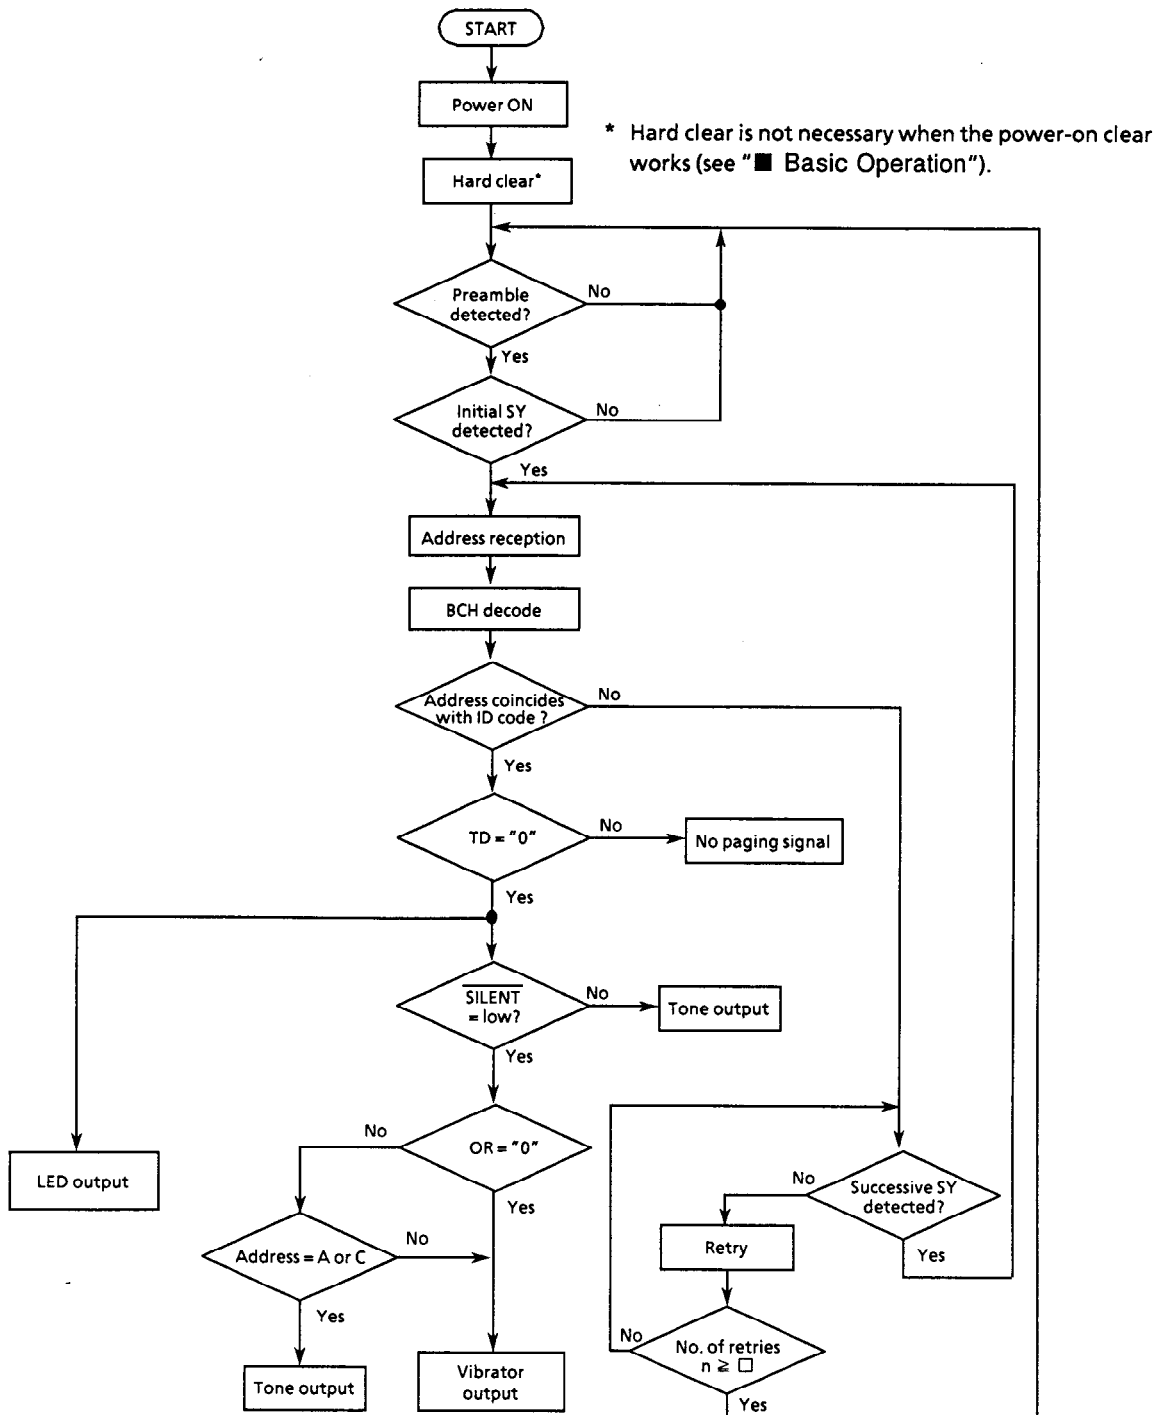 START
Power ON
* Hard clear is not necessary when the power-on clear
works (see "■ Basic Operation").
Hard clear*
Preamble
detected?
No
Yes
Initial SY
detected?
No
Yes
Address reception
BCH decode
Address coincides
with ID code ?
No
Yes
TD = "0"
No
No paging signal
Yes
SILENT
= low?
No
Tone output
Yes
OR = "0"
No
Yes
LED output
Successive SY
detected?
No
Yes
Retry
Address = A or C
No
Yes
No. of retries
n ≧ □
No
Yes
Tone output
Vibrator
output